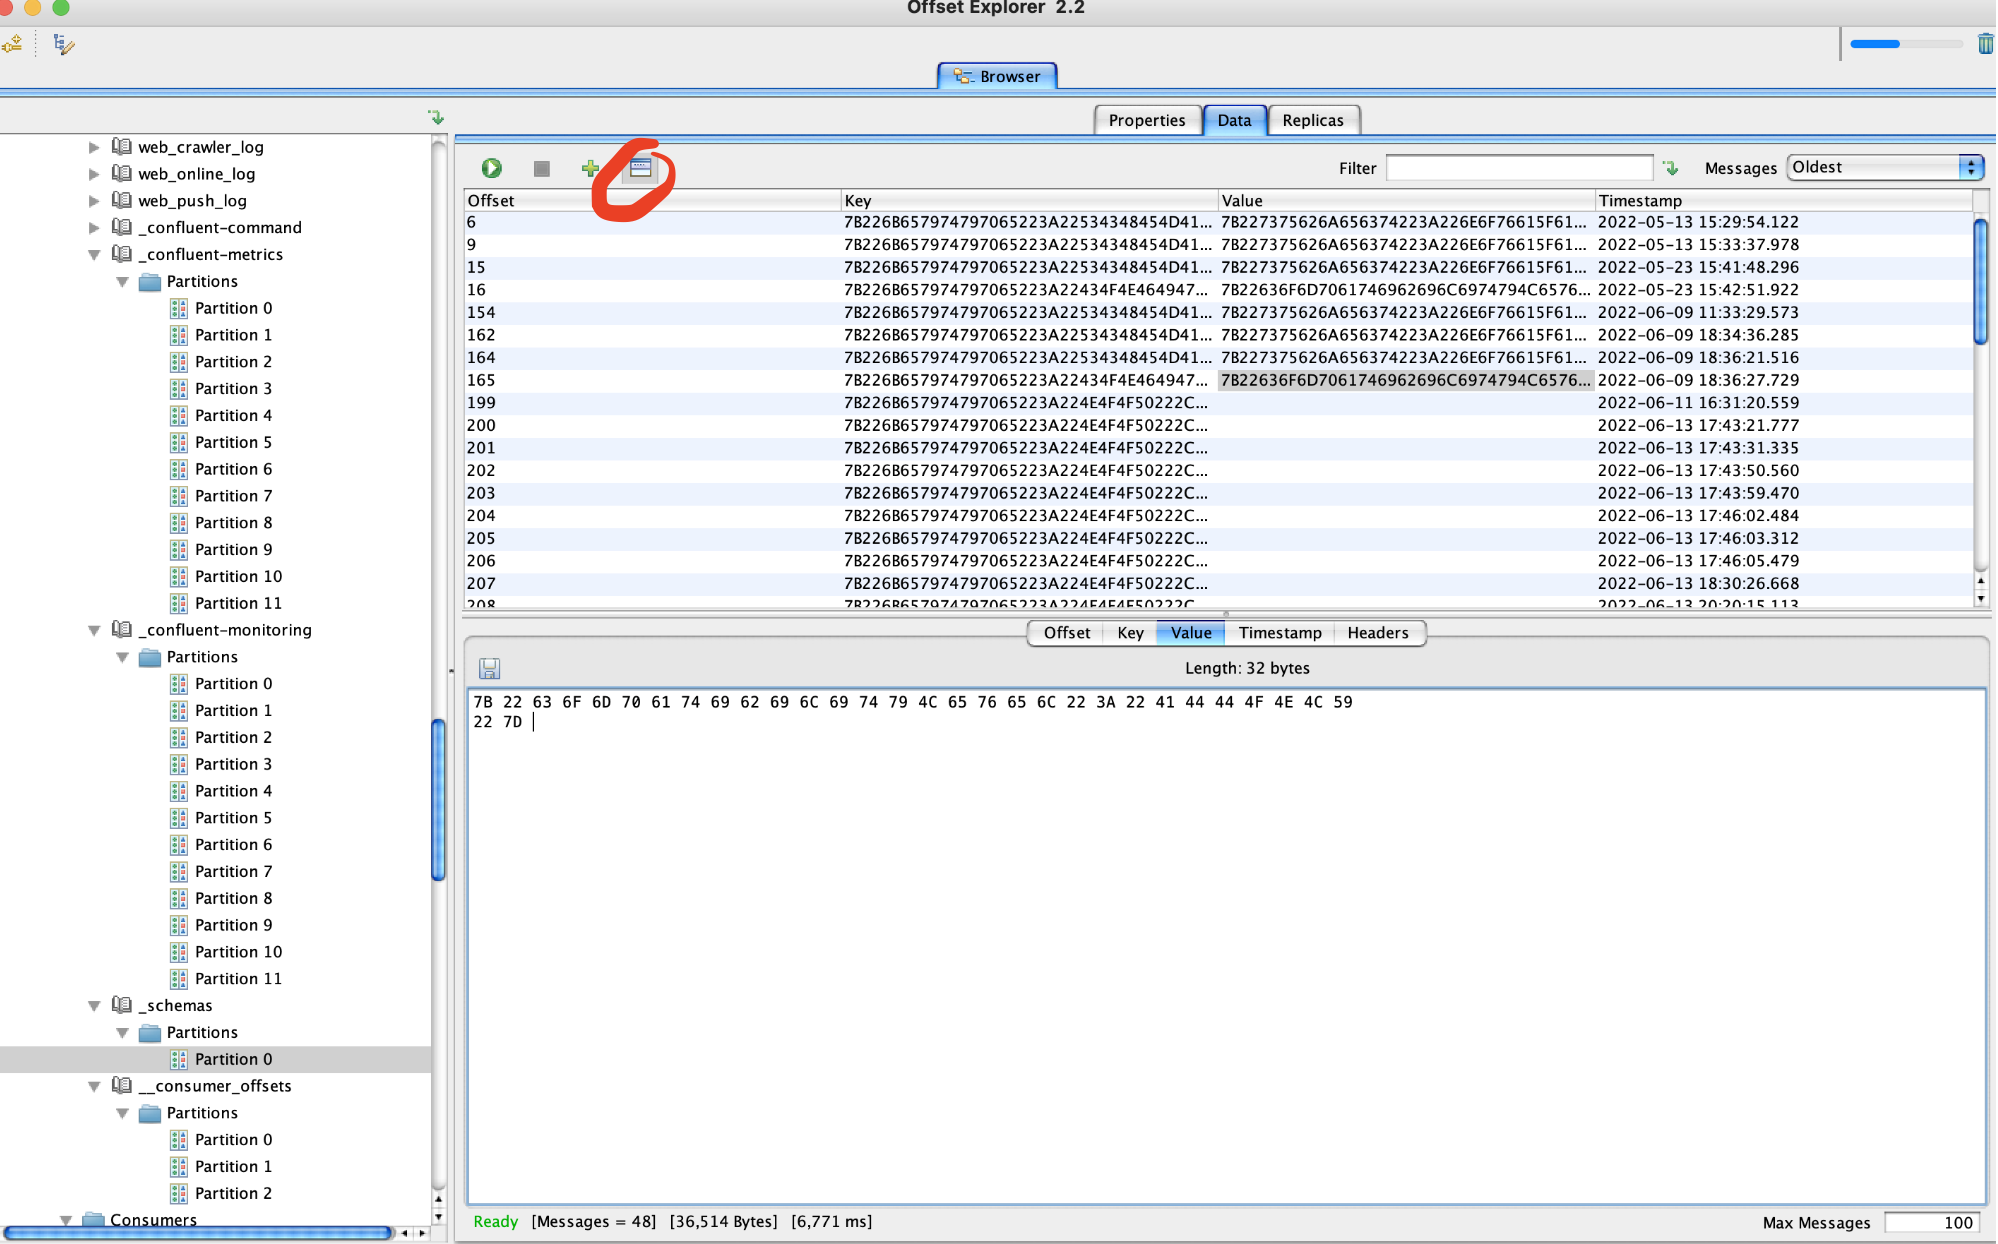 Offset Explorer 2.2
Browser
Properties Data Replicas
Filter Messages Oldest
web_crawler_log
web_online_log
web_push_log
_confluent-command
_confluent-metrics
Partitions
Partition 0
Partition 1
Partition 2
Partition 3
Partition 4
Partition 5
Partition 6
Partition 7
Partition 8
Partition 9
Partition 10
Partition 11
_confluent-monitoring
Partitions
Partition 0
Partition 1
Partition 2
Partition 3
Partition 4
Partition 5
Partition 6
Partition 7
Partition 8
Partition 9
Partition 10
Partition 11
_schemas
Partitions
Partition 0
__consumer_offsets
Partitions
Partition 0
Partition 1
Partition 2
Consumers
Offset Key Value Timestamp
6 7B226B657974797065223A22534348454D41... 7B227375626A656374223A226E6F76615F61... 2022-05-13 15:29:54.122
9 7B226B657974797065223A22534348454D41... 7B227375626A656374223A226E6F76615F61... 2022-05-13 15:33:37.978
15 7B226B657974797065223A22534348454D41... 7B227375626A656374223A226E6F76615F61... 2022-05-23 15:41:48.296
16 7B226B657974797065223A22434F4E464947... 7B22636F6D7061746962696C6974794C6576... 2022-05-23 15:42:51.922
154 7B226B657974797065223A22534348454D41... 7B227375626A656374223A226E6F76615F61... 2022-06-09 11:33:29.573
162 7B226B657974797065223A22534348454D41... 7B227375626A656374223A226E6F76615F61... 2022-06-09 18:34:36.285
164 7B226B657974797065223A22534348454D41... 7B227375626A656374223A226E6F76615F61... 2022-06-09 18:36:21.516
165 7B226B657974797065223A22434F4E464947... 7B22636F6D7061746962696C6974794C6576... 2022-06-09 18:36:27.729
199 7B226B657974797065223A224E4F4F50222C... 2022-06-11 16:31:20.559
200 7B226B657974797065223A224E4F4F50222C... 2022-06-13 17:43:21.777
201 7B226B657974797065223A224E4F4F50222C... 2022-06-13 17:43:31.335
202 7B226B657974797065223A224E4F4F50222C... 2022-06-13 17:43:50.560
203 7B226B657974797065223A224E4F4F50222C... 2022-06-13 17:43:59.470
204 7B226B657974797065223A224E4F4F50222C... 2022-06-13 17:46:02.484
205 7B226B657974797065223A224E4F4F50222C... 2022-06-13 17:46:03.312
206 7B226B657974797065223A224E4F4F50222C... 2022-06-13 17:46:05.479
207 7B226B657974797065223A224E4F4F50222C... 2022-06-13 18:30:26.668
208 7B226B657974797065223A224E4F4F50222C 2022-06-13 20:20:15.113
Offset Key Value Timestamp Headers
Length: 32 bytes
7B 22 63 6F 6D 70 61 74 69 62 69 6C 69 74 79 4C 65 76 65 6C 22 3A 22 41 44 44 4F 4E 4C 59
22 7D
Ready [Messages = 48] [36,514 Bytes] [6,771 ms]
Max Messages 100